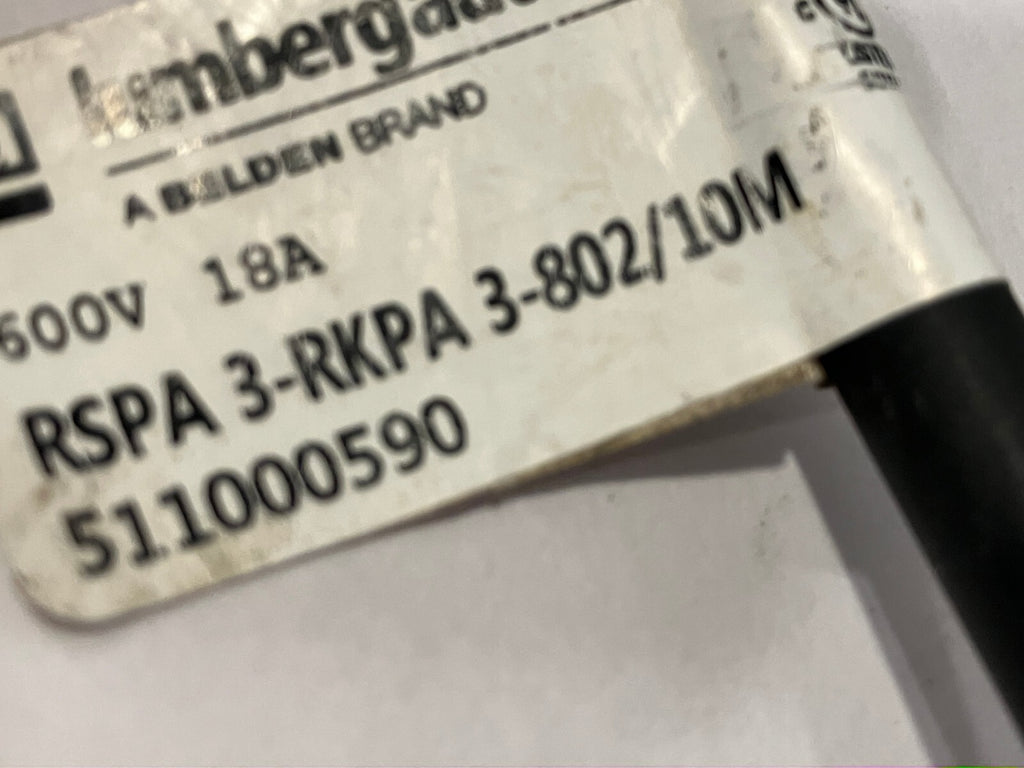 A BELDEN BRAND
600V 18A
RSPA 3-RKPA 3-802/10M
511000590